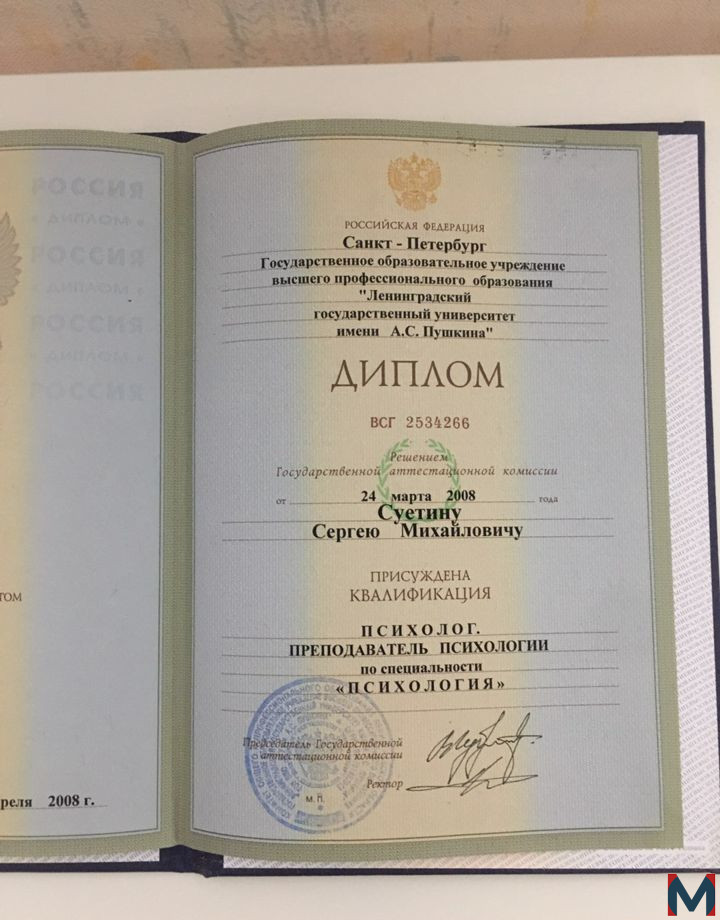 РОССИЯ
• ДИПЛОМ •
РОССИЯ
• ДИПЛОМ •
РОССИЯ
• ДИПЛОМ •
РОССИЯ
ТОМ
реля 2008 г.
РОССИЙСКАЯ ФЕДЕРАЦИЯ
Санкт - Петербург
Государственное образовательное учреждение
высшего профессионального образования
"Ленинградский
государственный университет
имени А.С. Пушкина"
ДИПЛОМ
ВСГ 2534266
Решением
Государственной аттестационной комиссии
от 24 марта 2008 года
Суетину
Сергею Михайловичу
ПРИСУЖДЕНА
КВАЛИФИКАЦИЯ
ПСИХОЛОГ.
ПРЕПОДАВАТЕЛЬ ПСИХОЛОГИИ
по специальности
«ПСИХОЛОГИЯ»
Председатель Государственной
аттестационной комиссии
Ректор
М.П.
M